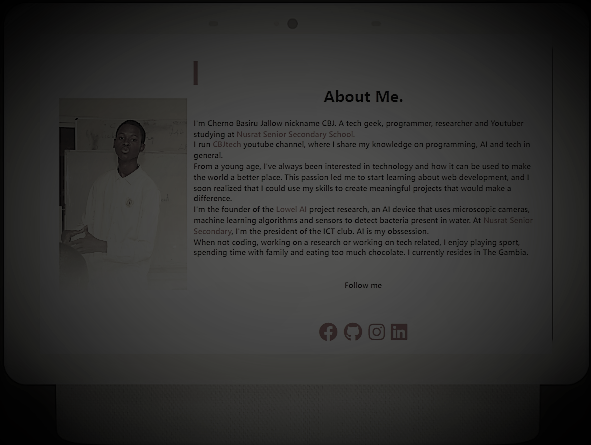 About Me.
I'm Cherno Basiru Jallow nickname CBJ. A tech geek, programmer, researcher and Youtuber
studying at Nusrat Senior Secondary School.
I run CBJtech youtube channel, where I share my knowledge on programming, AI and tech in
general.
From a young age, I've always been interested in technology and how it can be used to make
the world a better place. This passion led me to start learning about web development, and I
soon realized that I could use my skills to create meaningful projects that would make a
difference.
I'm the founder of the Lowel AI project research, an AI device that uses microscopic cameras,
machine learning algorithms and sensors to detect bacteria present in water. At Nusrat Senior
Secondary, I'm the president of the ICT club. AI is my obssession.
When not coding, working on a research or working on tech related, I enjoy playing sport,
spending time with family and eating too much chocolate. I currently resides in The Gambia.
Follow me